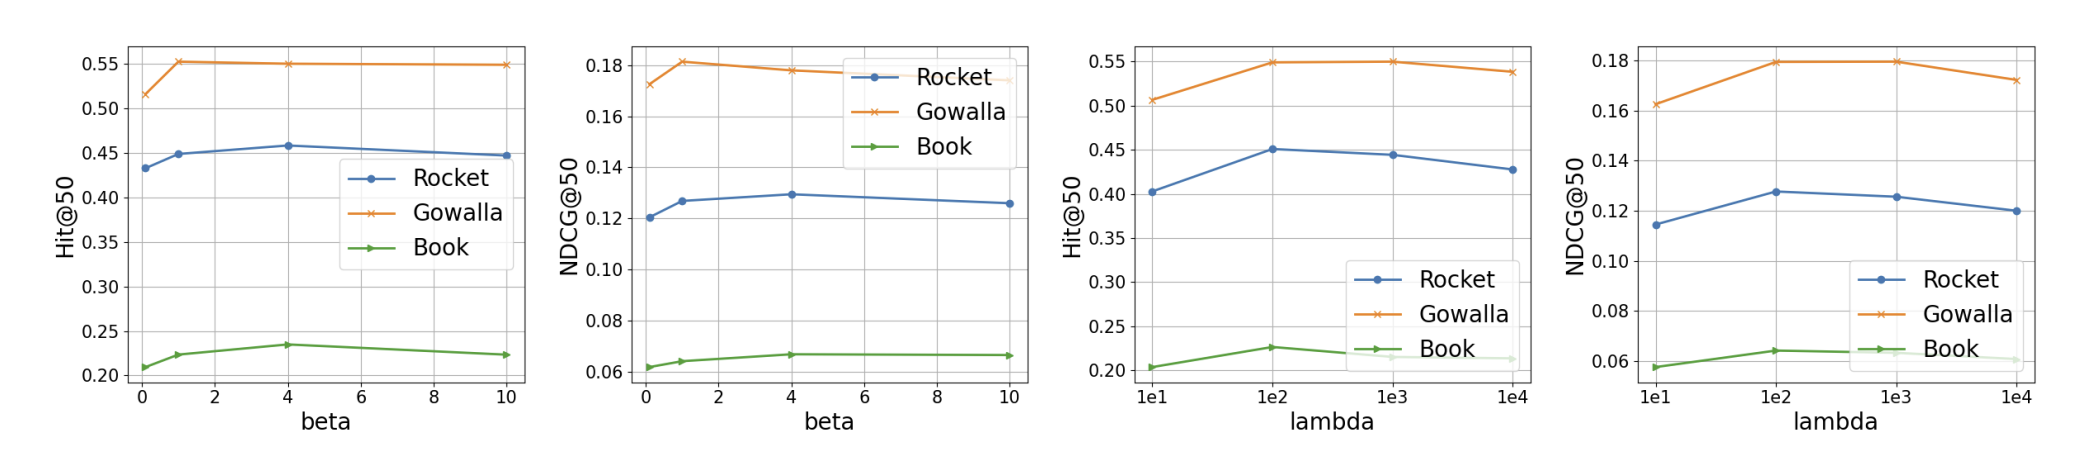 Hit@50
0.55
0.50
0.45
0.40
0.35
0.30
0.25
0.20
0 2 4 6 8 10
beta
Rocket
Gowalla
Book
NDCG@50
0.18
0.16
0.14
0.12
0.10
0.08
0.06
0 2 4 6 8 10
beta
Rocket
Gowalla
Book
Hit@50
0.55
0.50
0.45
0.40
0.35
0.30
0.25
0.20
1e1 1e2 1e3 1e4
lambda
Rocket
Gowalla
Book
NDCG@50
0.18
0.16
0.14
0.12
0.10
0.08
0.06
1e1 1e2 1e3 1e4
lambda
Rocket
Gowalla
Book